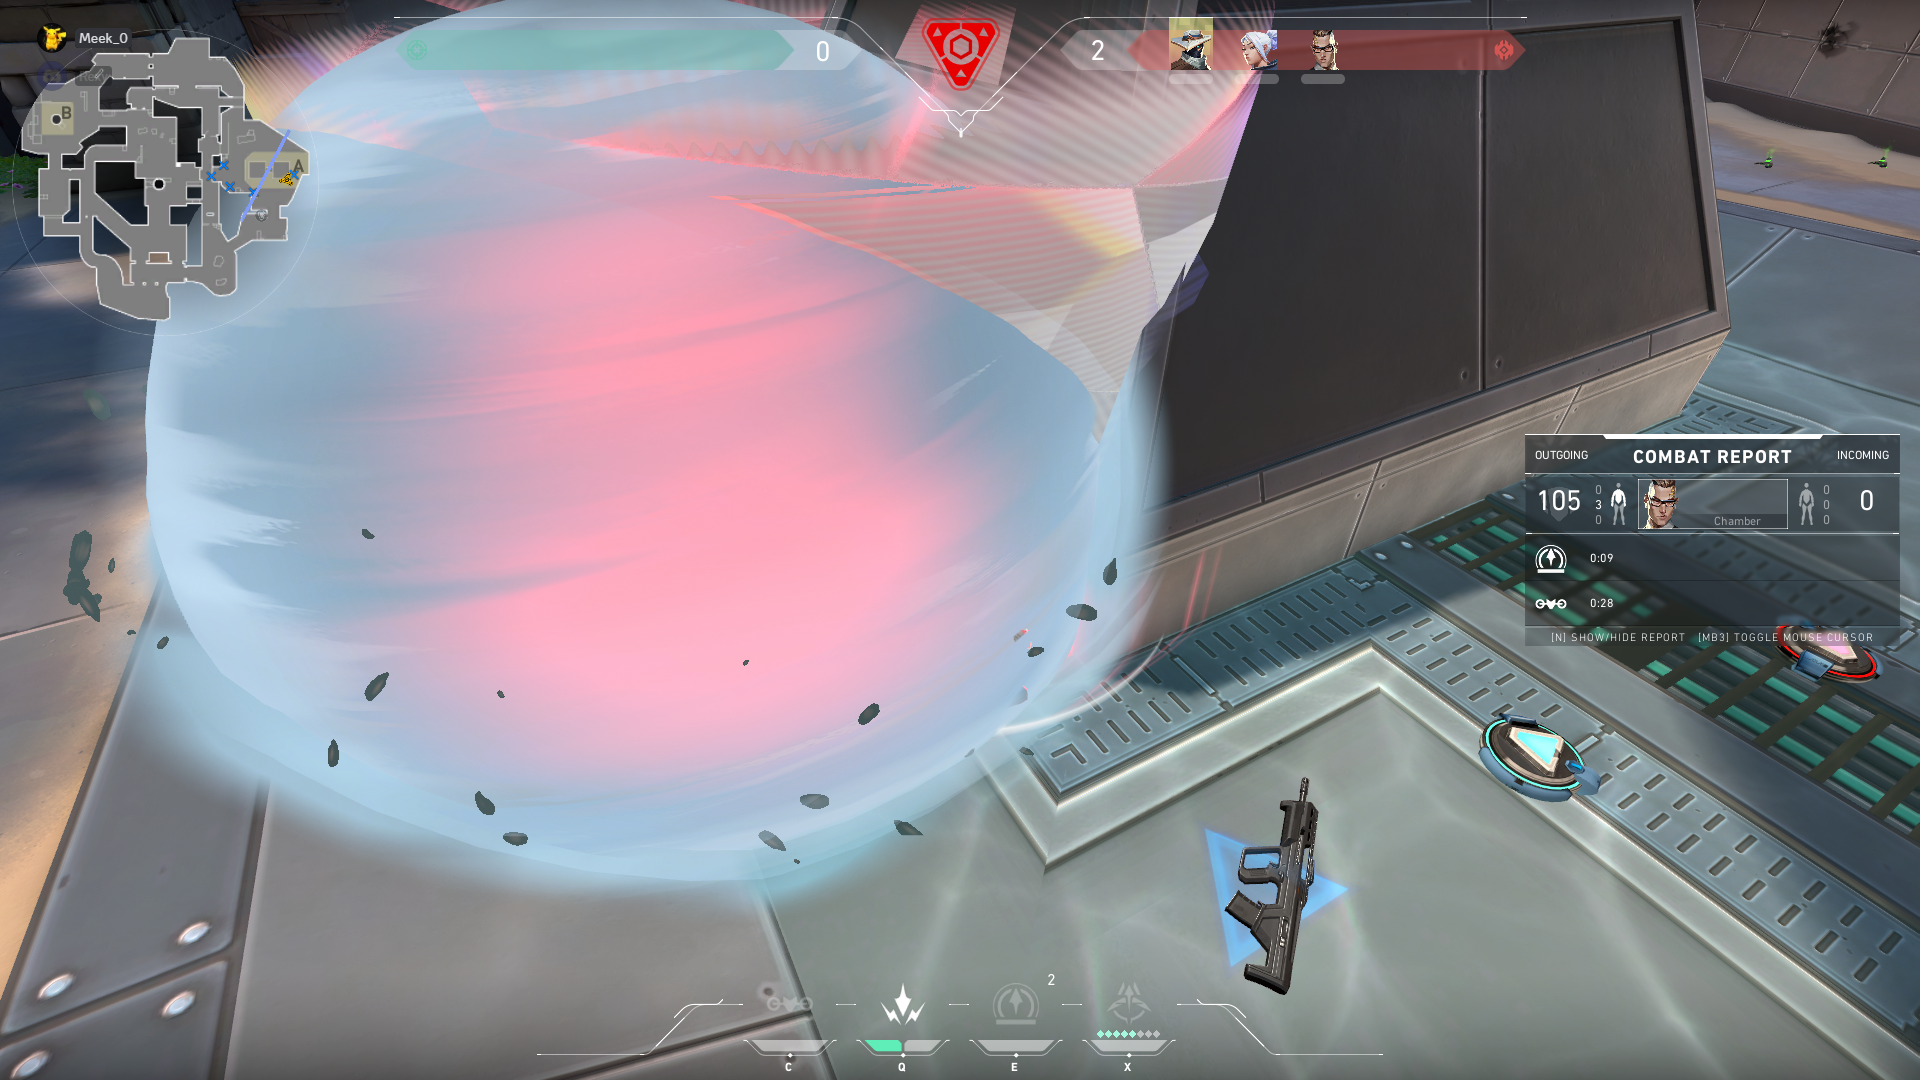 Meek_0
0
2
B
A
OUTGOING
COMBAT REPORT
INCOMING
105
0
3
0
Chamber
0
0
0
0
0:09
0:28
[N] SHOW/HIDE REPORT [MB3] TOGGLE MOUSE CURSOR
2
C
Q
E
X